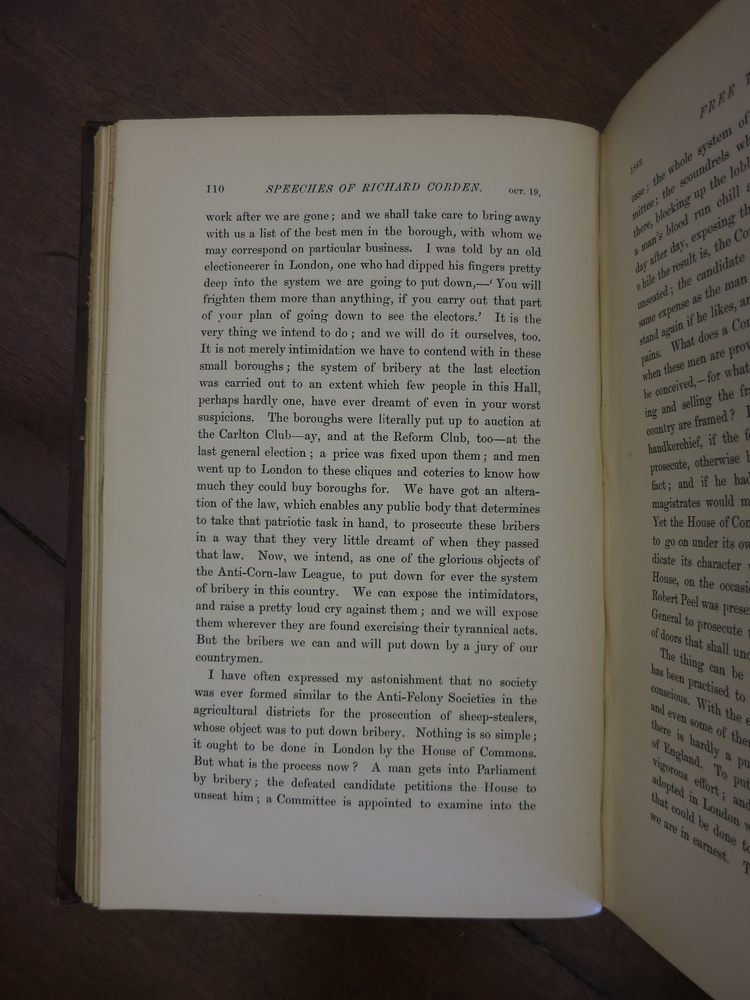 110 SPEECHES OF RICHARD COBDEN. OCT. 19,
work after we are gone; and we shall take care to bring away
with us a list of the best men in the borough, with whom we
may correspond on particular business. I was told by an old
electioneerer in London, one who had dipped his fingers pretty
deep into the system we are going to put down,—‘ You will
frighten them more than anything, if you carry out that part
of your plan of going down to see the electors.’ It is the
very thing we intend to do; and we will do it ourselves, too.
It is not merely intimidation we have to contend with in these
small boroughs; the system of bribery at the last election
was carried out to an extent which few people in this Hall,
perhaps hardly one, have ever dreamt of even in your worst
suspicions. The boroughs were literally put up to auction at
the Carlton Club—ay, and at the Reform Club, too—at the
last general election; a price was fixed upon them; and men
went up to London to these cliques and coteries to know how
much they could buy boroughs for. We have got an altera-
tion of the law, which enables any public body that determines
to take that patriotic task in hand, to prosecute these bribers
in a way that they very little dreamt of when they passed
that law. Now, we intend, as one of the glorious objects of
the Anti-Corn-law League, to put down for ever the system
of bribery in this country. We can expose the intimidators,
and raise a pretty loud cry against them; and we will expose
them wherever they are found exercising their tyrannical acts.
But the bribers we can and will put down by a jury of our
countrymen.
I have often expressed my astonishment that no society
was ever formed similar to the Anti-Felony Societies in the
agricultural districts for the prosecution of sheep-stealers,
whose object was to put down bribery. Nothing is so simple;
it ought to be done in London by the House of Commons.
But what is the process now? A man gets into Parliament
by bribery; the defeated candidate petitions the House to
unseat him; a Committee is appointed to examine into the
FREE
1843.
case; the whole system of
mittee; the scoundrels
there, blocking up the
a man's blood run chill
day after day, exposing
while the result is, the
unseated; the candidate
same expense as the man
stand again if he likes,
pains. What does a
when these men are
be conceived,—for what
ing and selling the
country are framed?
handkerchief, if the
prosecute, otherwise
fact; and if he had
magistrates would
Yet the House of
to go on under its
dicate its character
House, on the
Robert Peel was
General to prosecute
of doors that shall
The thing can be
has been practised to
conscious. With the
and even some of
there is hardly a
of England. To put
vigorous effort; and
adopted in London
that could be done
we are in earnest.